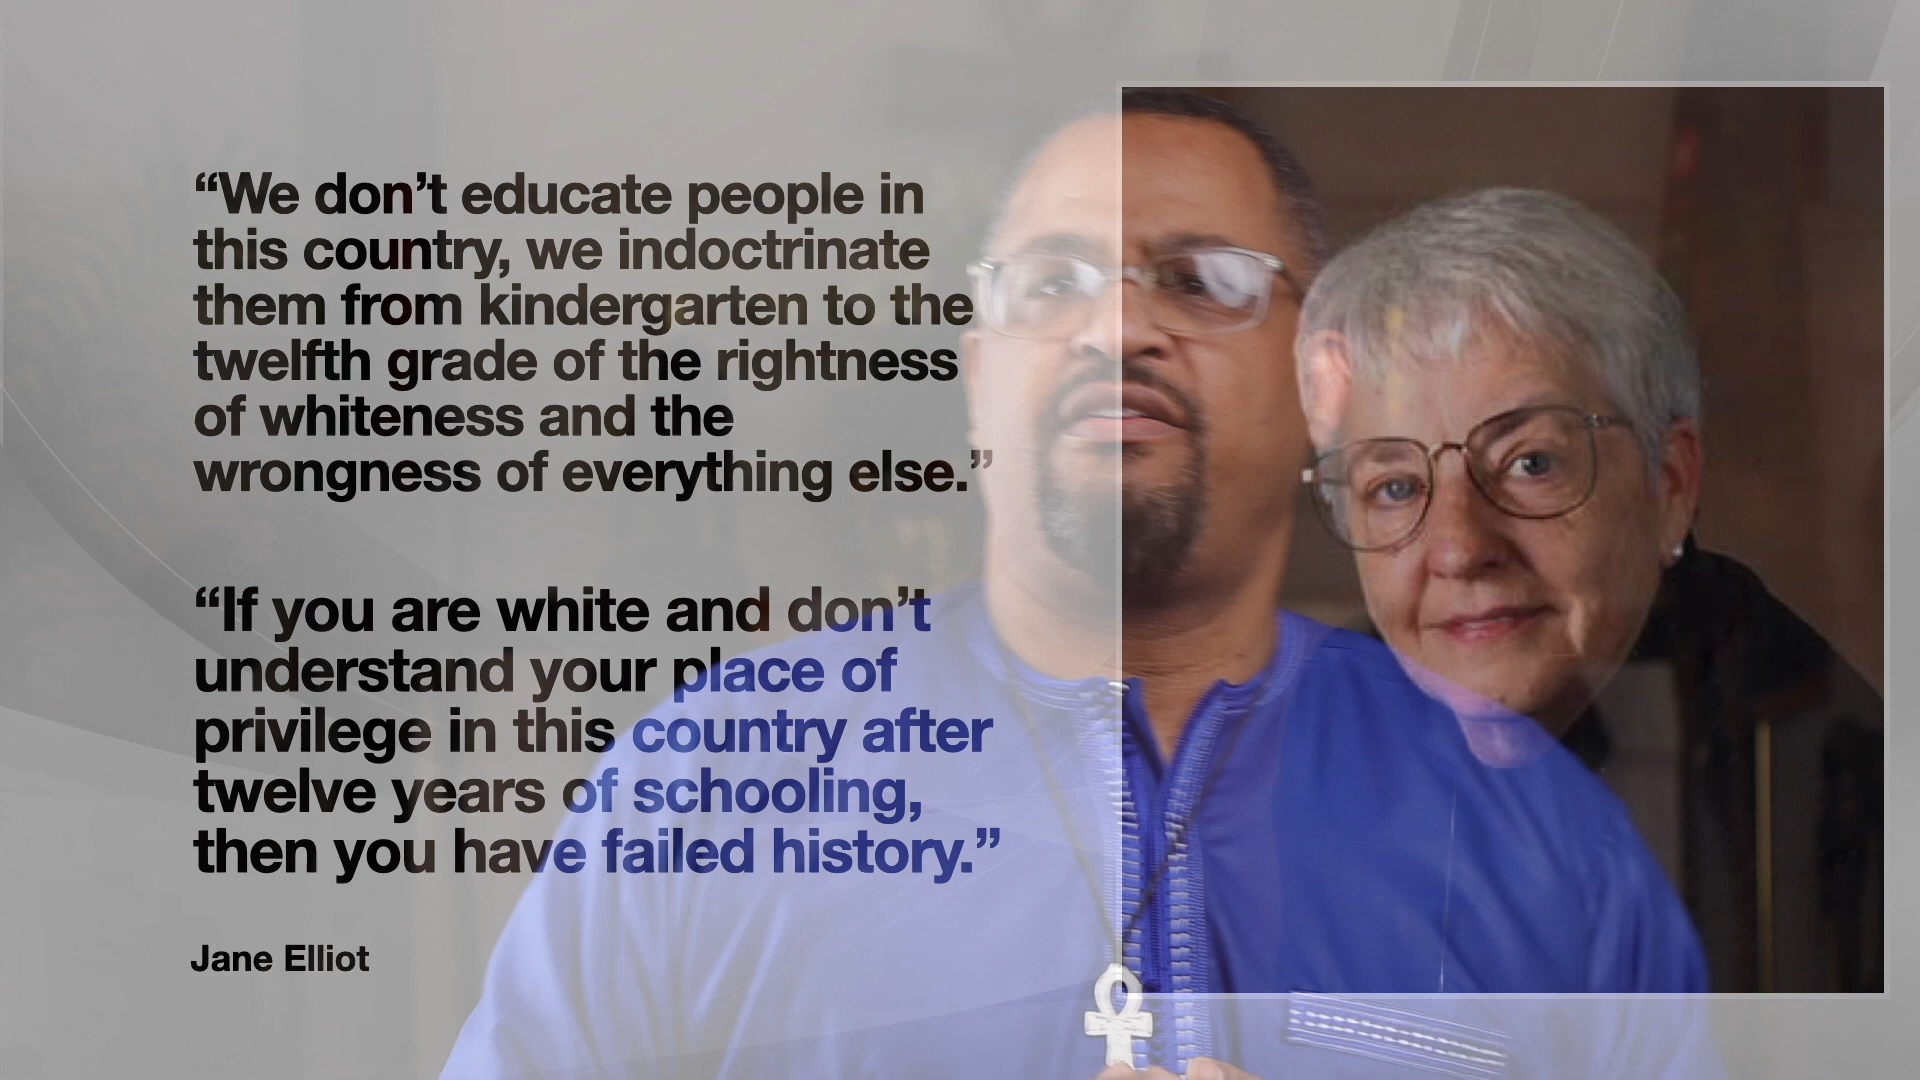 “We don’t educate people in
this country, we indoctrinate
them from kindergarten to the
twelfth grade of the rightness
of whiteness and the
wrongness of everything else.”
“If you are white and don’t
understand your place of
privilege in this country after
twelve years of schooling,
then you have failed history.”
Jane Elliot